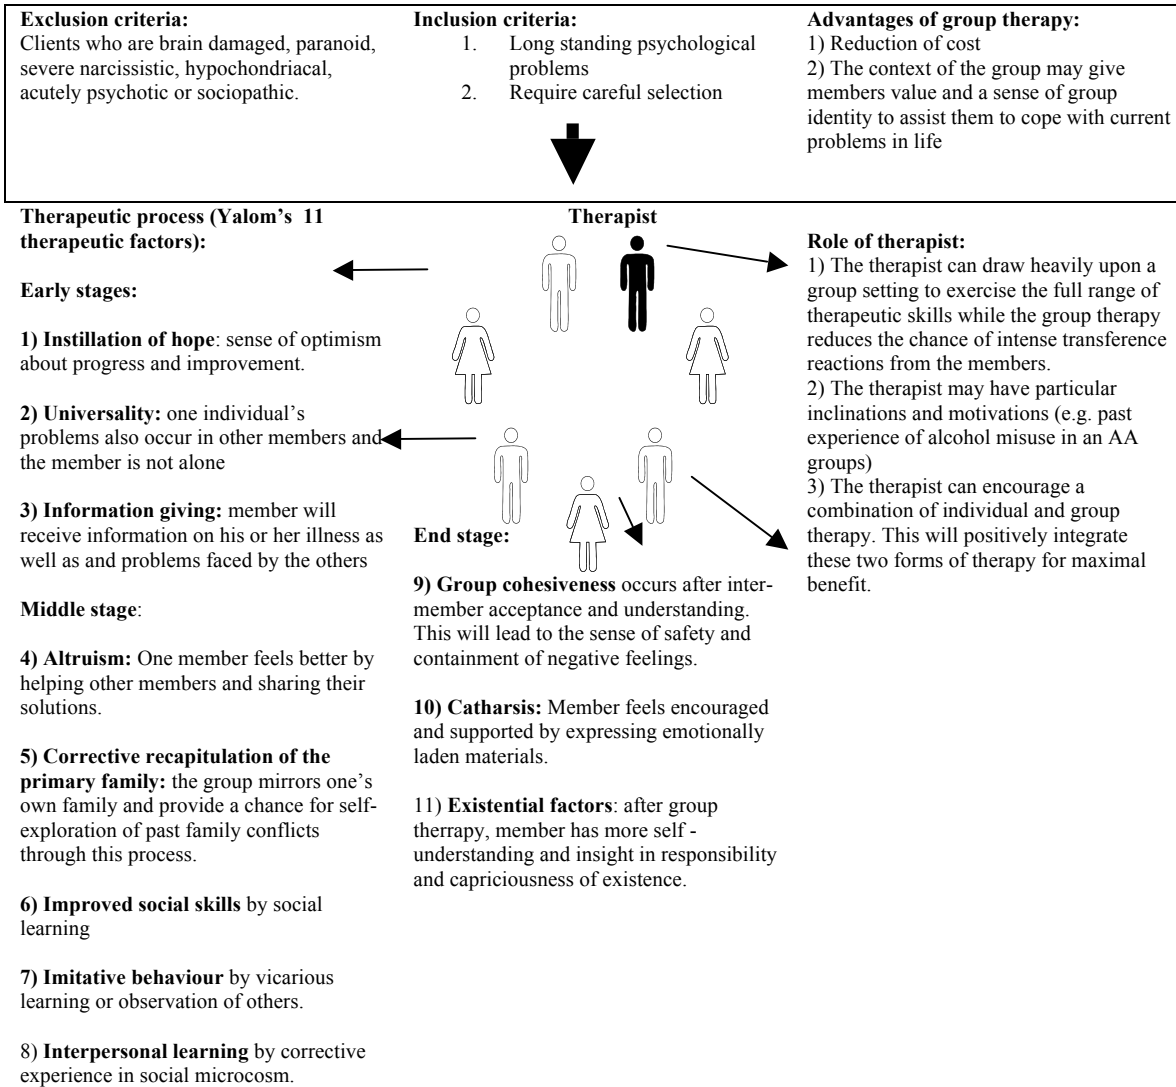 Exclusion criteria:
Clients who are brain damaged, paranoid,
severe narcissistic, hypochondriacal,
acutely psychotic or sociopathic.
Inclusion criteria:
1. Long standing psychological
problems
2. Require careful selection
Advantages of group therapy:
1) Reduction of cost
2) The context of the group may give
members value and a sense of group
identity to assist them to cope with current
problems in life
Therapeutic process (Yalom's 11
therapeutic factors):
Early stages:
1) Instillation of hope: sense of optimism
about progress and improvement.
2) Universality: one individual's
problems also occur in other members and
the member is not alone
3) Information giving: member will
receive information on his or her illness as
well as and problems faced by the others
Middle stage:
4) Altruism: One member feels better by
helping other members and sharing their
solutions.
5) Corrective recapitulation of the
primary family: the group mirrors one's
own family and provide a chance for self-
exploration of past family conflicts
through this process.
6) Improved social skills by social
learning
7) Imitative behaviour by vicarious
learning or observation of others.
8) Interpersonal learning by corrective
experience in social microcosm.
Therapist
End stage:
9) Group cohesiveness occurs after inter-
member acceptance and understanding.
This will lead to the sense of safety and
containment of negative feelings.
10) Catharsis: Member feels encouraged
and supported by expressing emotionally
laden materials.
11) Existential factors: after group
therrapy, member has more self -
understanding and insight in responsibility
and capriciousness of existence.
Role of therapist:
1) The therapist can draw heavily upon a
group setting to exercise the full range of
therapeutic skills while the group therapy
reduces the chance of intense transference
reactions from the members.
2) The therapist may have particular
inclinations and motivations (e.g. past
experience of alcohol misuse in an AA
groups)
3) The therapist can encourage a
combination of individual and group
therapy. This will positively integrate
these two forms of therapy for maximal
benefit.